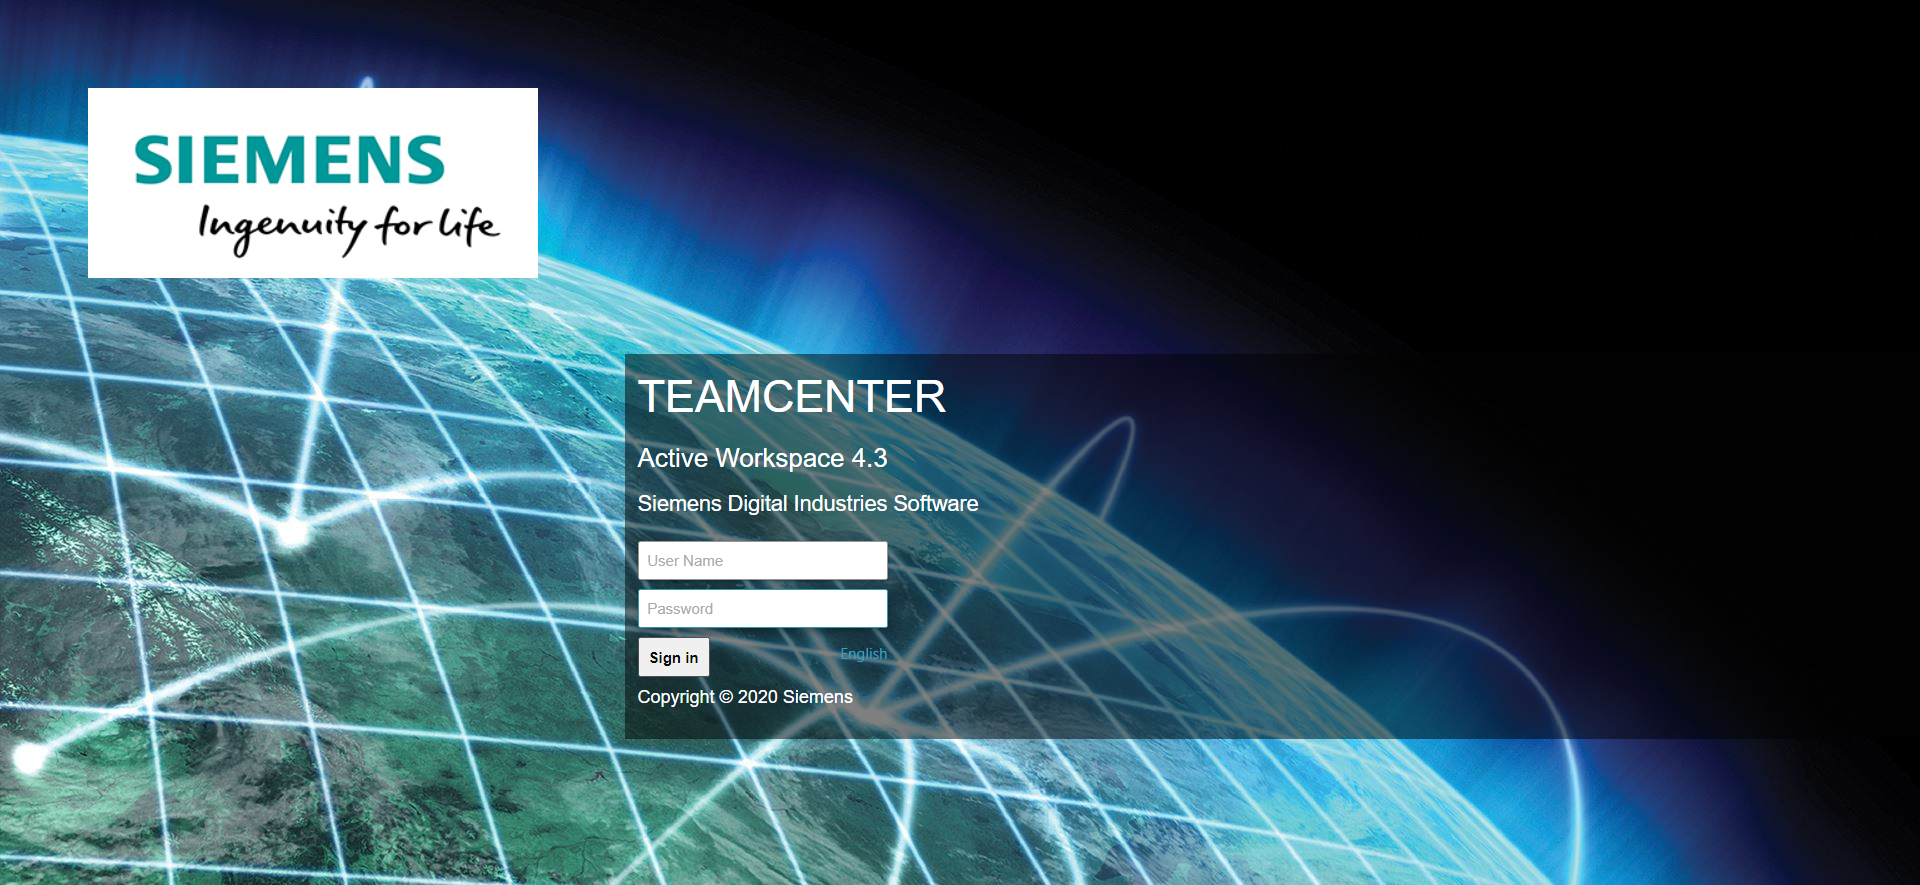 SIEMENS
Ingenuity for life
TEAMCENTER
Active Workspace 4.3
Siemens Digital Industries Software
User Name
Password
Sign in
English
Copyright © 2020 Siemens